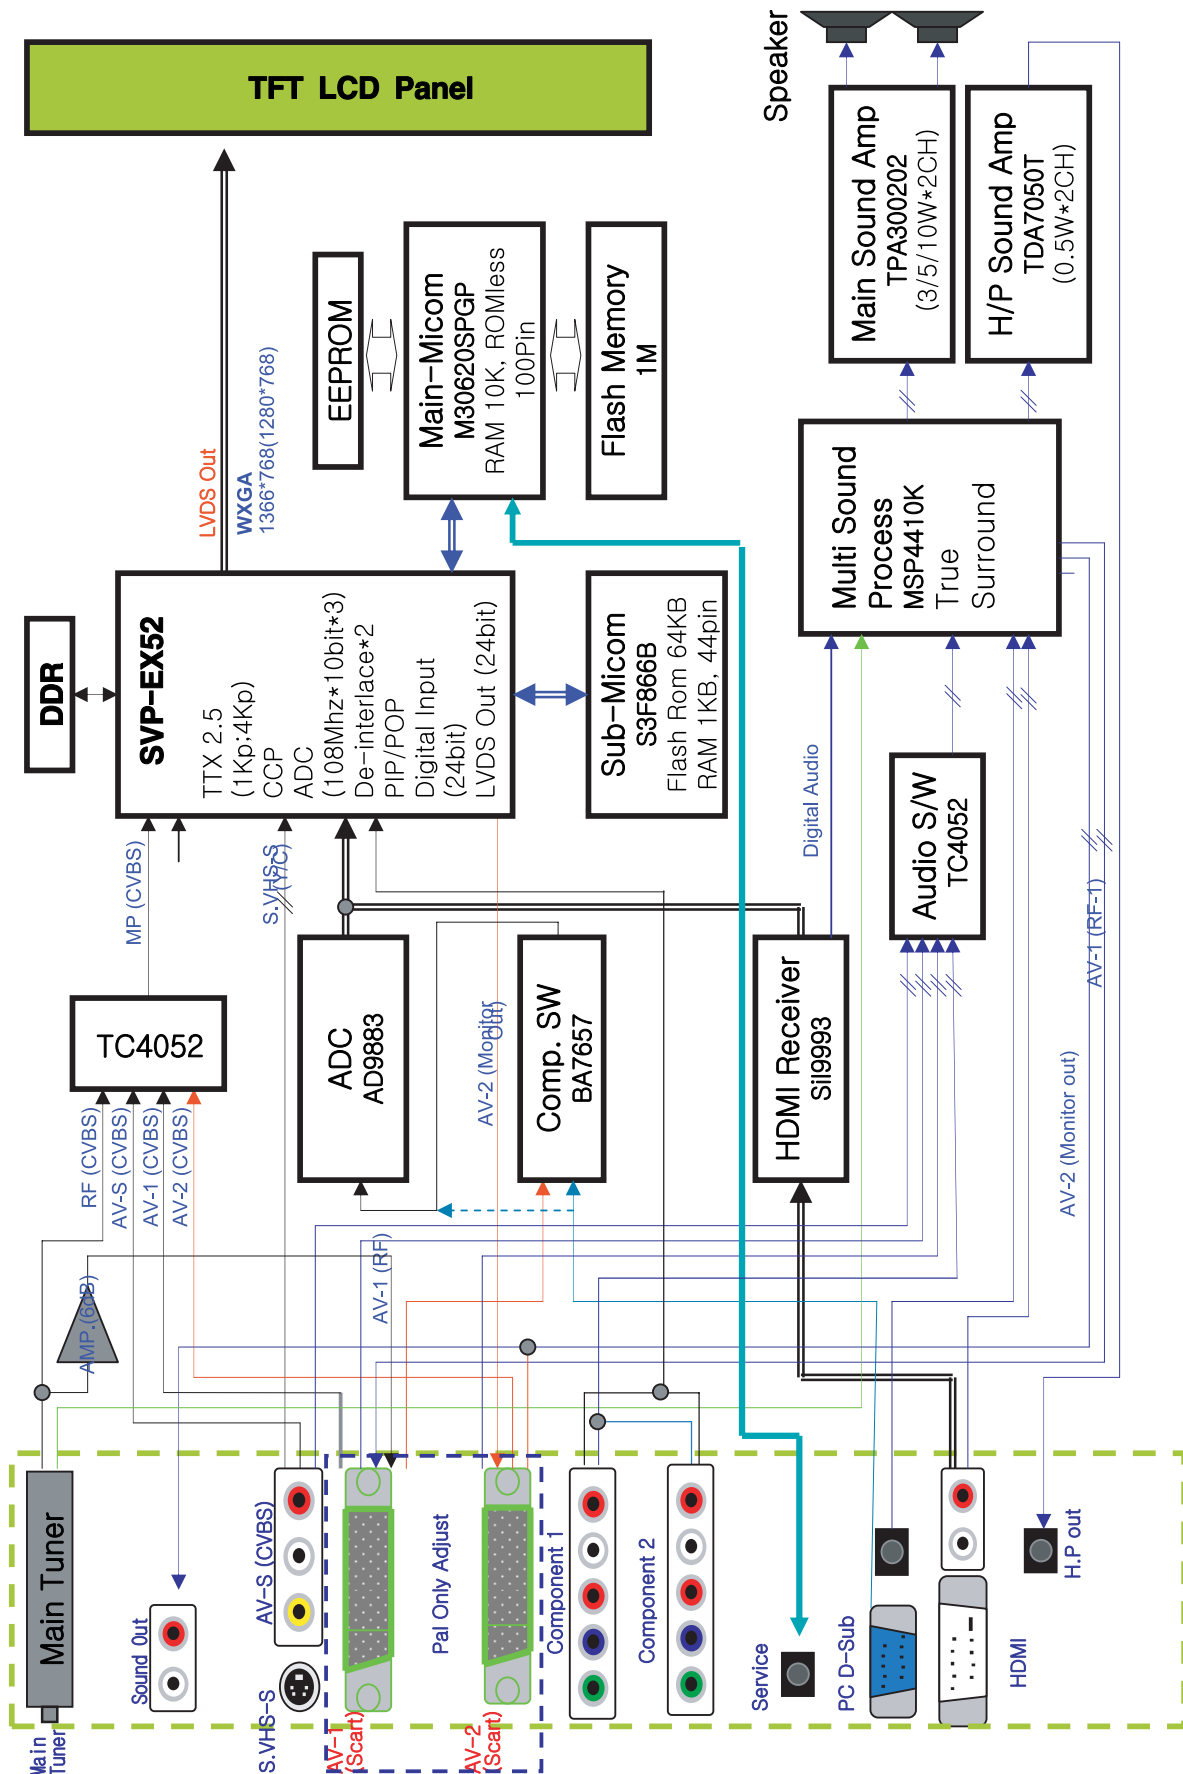 TFT LCD Panel
Speaker
Main Sound Amp
TPA300202
(3/5/10W*2CH)
H/P Sound Amp
TDA7050T
(0.5W*2CH)
EEPROM
Main-Micom
M30620SPGP
RAM 10K, ROMless
100Pin
Flash Memory
1M
LVDS Out
WXGA
1366*768(1280*768)
DDR
SVP-EX52
TTX 2.5
(1Kp;4Kp)
CCP
ADC
(108Mhz*10bit*3)
De-interlace*2
PIP/POP
Digital Input
(24bit)
LVDS Out (24bit)
Sub-Micom
S3F866B
Flash Rom 64KB
RAM 1KB, 44pin
Multi Sound
Process
MSP4410K
True
Surround
Digital Audio
Audio S/W
TC4052
MP (CVBS)
S.VHS-S
(Y/C)
TC4052
ADC
AD9883
AV-2 (Monitor
Out)
Comp. SW
BA7657
HDMI Receiver
SiI9993
AV-1 (RF-1)
AV-2 (Monitor out)
RF (CVBS)
AV-S (CVBS)
AV-1 (CVBS)
AV-2 (CVBS)
AMP.(6dB)
AV-1 (RF)
Main Tuner
Main
Tuner
Sound Out
AV-S (CVBS)
S.VHS-S
AV-1
(Scart)
Pal Only Adjust
AV-2
(Scart)
Component 1
Component 2
Service
PC D-Sub
HDMI
H.P out